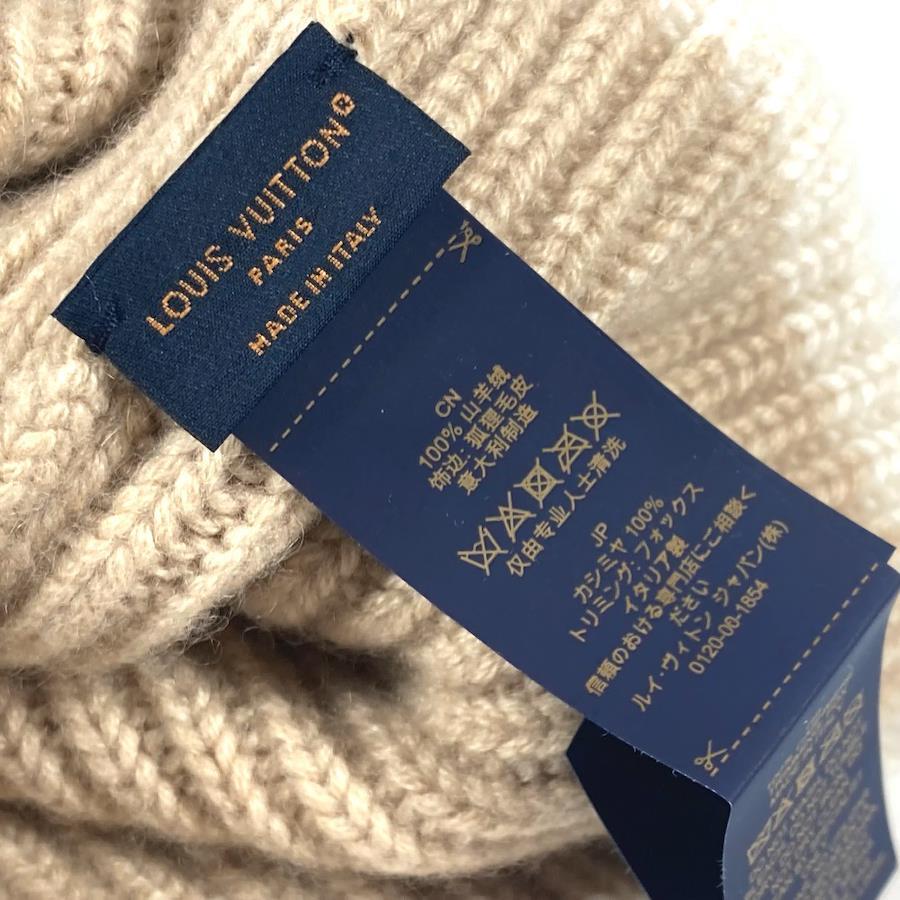 LOUIS VUITTON®
PARIS
MADE IN ITALY
CN
100% 山羊绒
饰边: 狐狸毛皮
意大利制造
仅由专业人士清洗
JP
カシミヤ 100%
トリミング: フォックス
イタリア製
信頼のおける専門店にご相談く
ださい
ルイ・ヴィトン ジャパン(株)
0120-00-1854